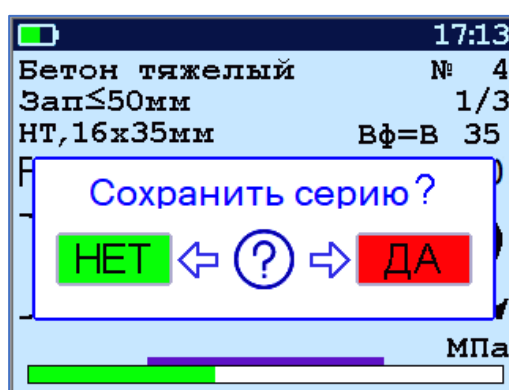 17:13
Бетон тяжелый № 4
Зап≤50мм 1/3
НТ,16х35мм Вф=В 35
Сохранить серию?
НЕТ ? ДА
МПа